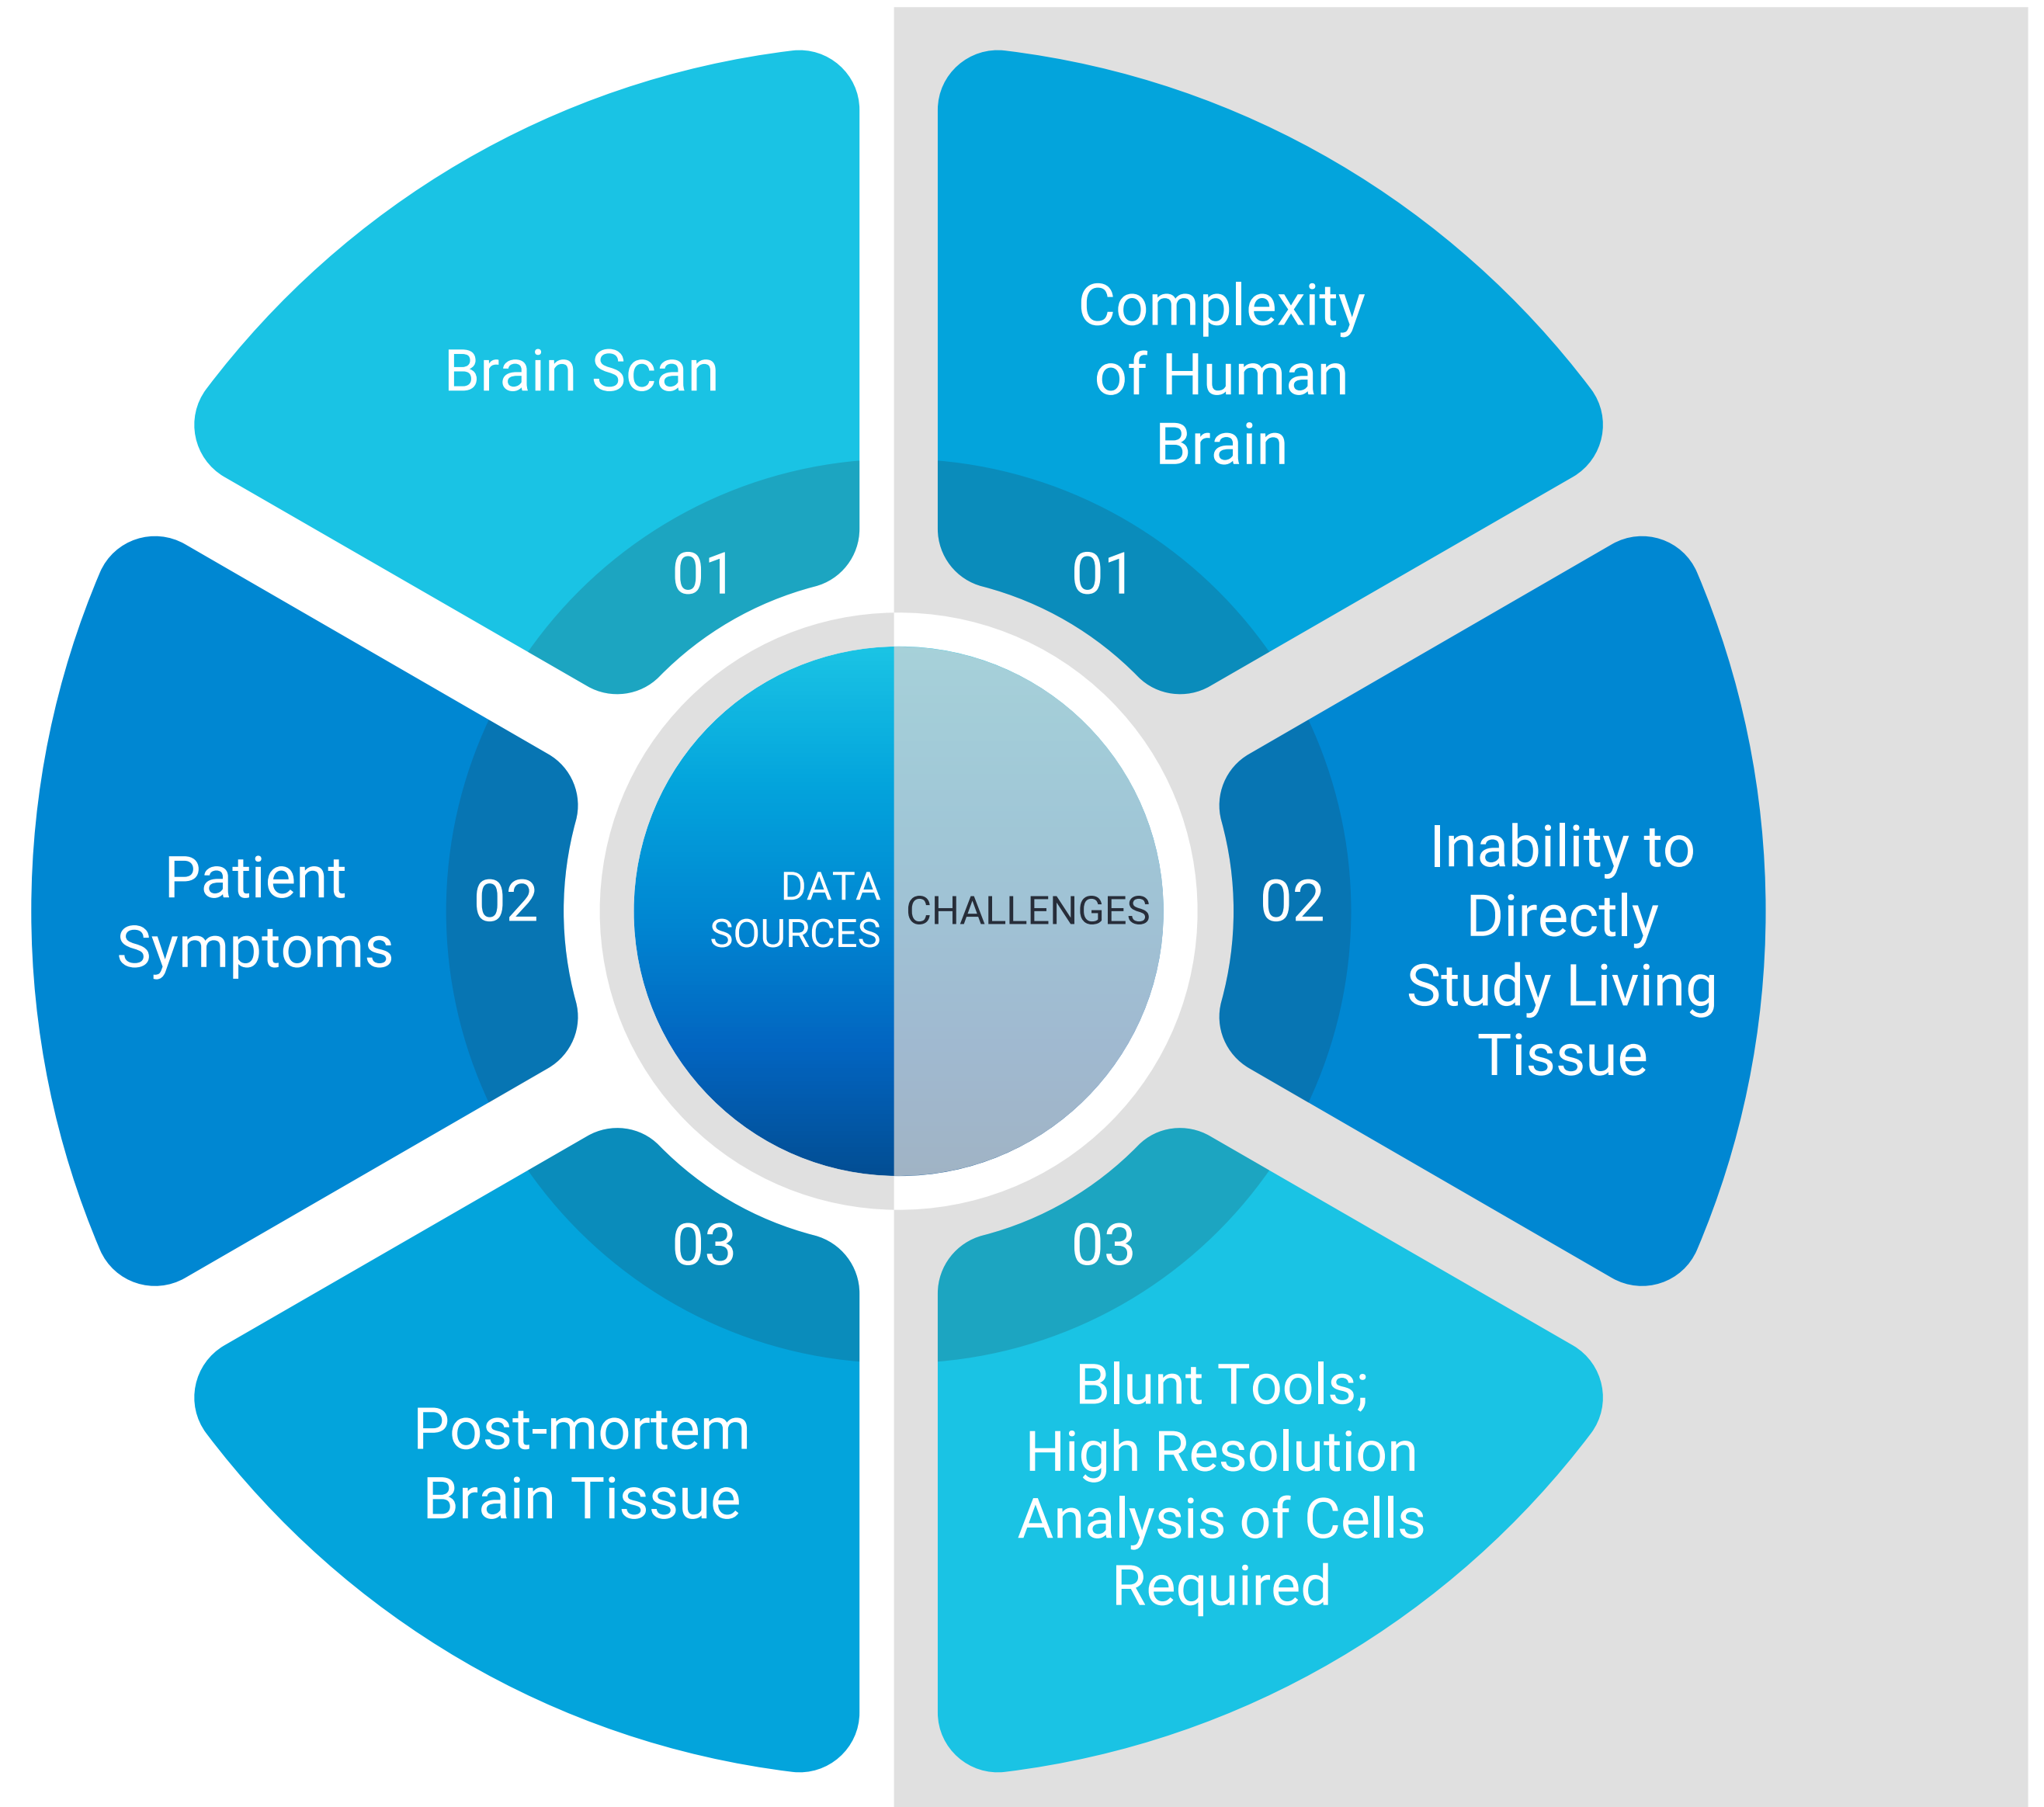 Brain Scan
01
Patient
Symptoms
02
Post-mortem
Brain Tissue
03
DATA
SOURCES
CHALLENGES
Complexity
of Human
Brain
01
Inability to
Directly
Study Living
Tissue
02
03
Blunt Tools;
High Resolution
Analysis of Cells
Required